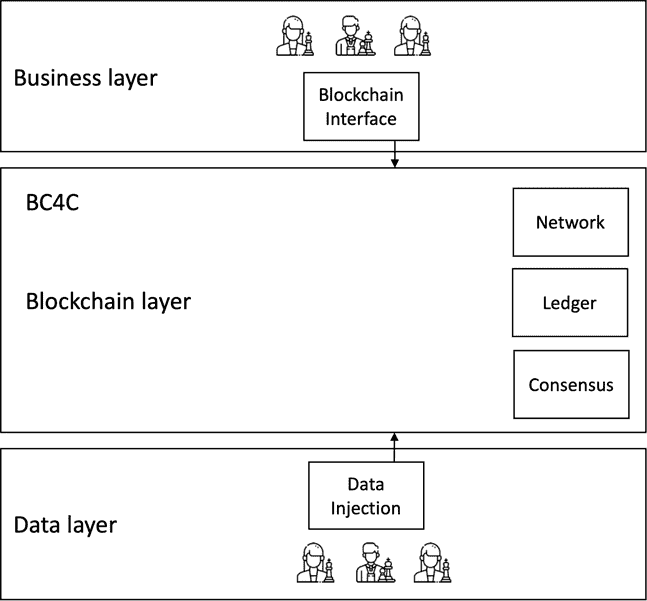 Business layer
Blockchain
Interface
BC4C
Network
Blockchain layer
Ledger
Consensus
Data
Injection
Data layer